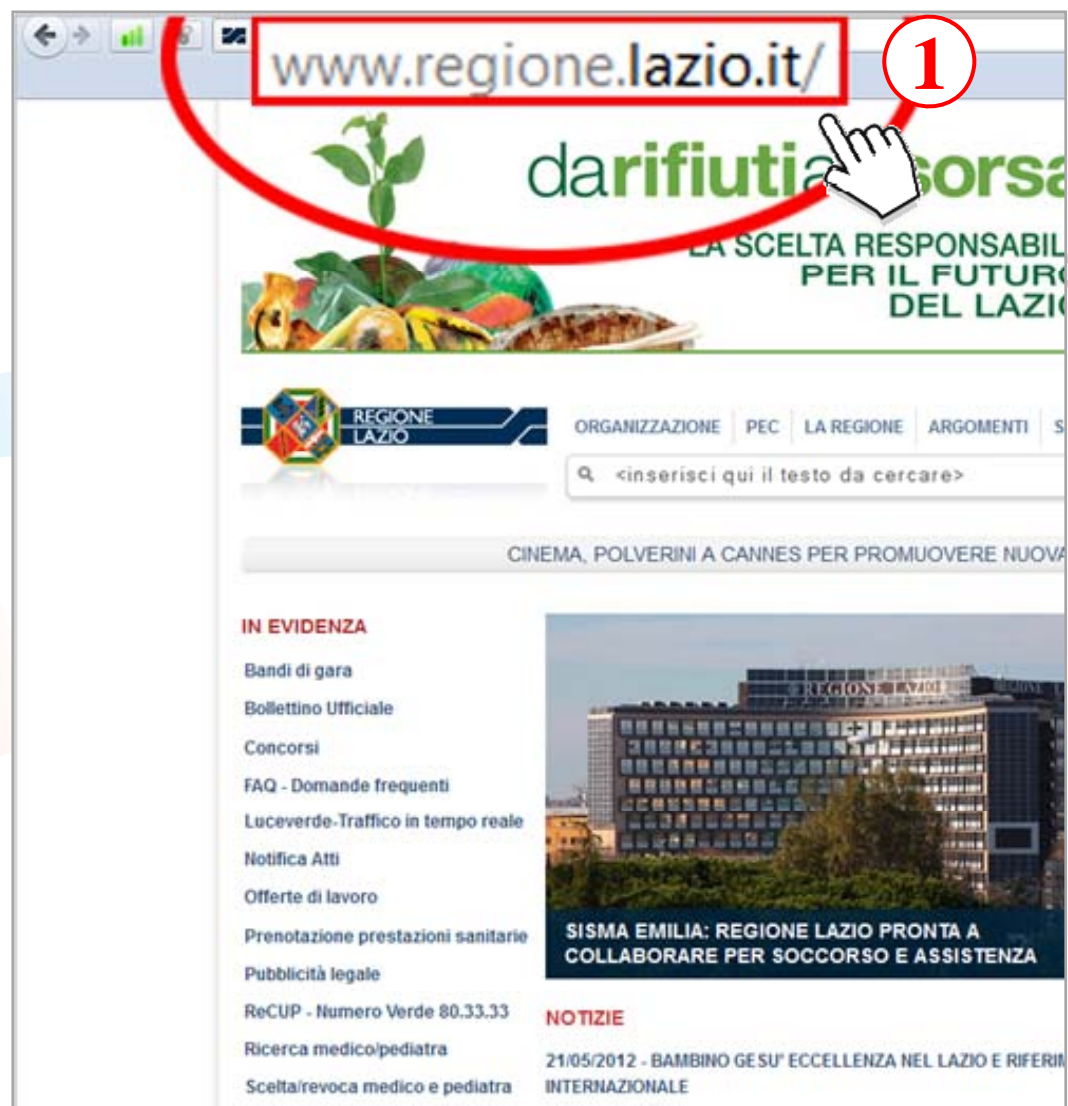 www.regione.lazio.it/
1
darifiutia sorsa
LA SCELTA RESPONSABIL
PER IL FUTURO
DEL LAZIO
REGIONE
LAZIO
ORGANIZZAZIONE PEC LA REGIONE ARGOMENTI S
<inserisci qui il testo da cercare>
CINEMA, POLVERINI A CANNES PER PROMUOVERE NUOVA
IN EVIDENZA
Bandi di gara
Bollettino Ufficiale
Concorsi
FAQ - Domande frequenti
Luceverde-Traffico in tempo reale
Notifica Atti
Offerte di lavoro
Prenotazione prestazioni sanitarie
Pubblicità legale
ReCUP - Numero Verde 80.33.33
Ricerca medico/pediatra
Scelta/revoca medico e pediatra
REGIONE LAZIO
SISMA EMILIA: REGIONE LAZIO PRONTA A
COLLABORARE PER SOCCORSO E ASSISTENZA
NOTIZIE
21/05/2012 - BAMBINO GESU' ECCELLENZA NEL LAZIO E RIFERIM
INTERNAZIONALE